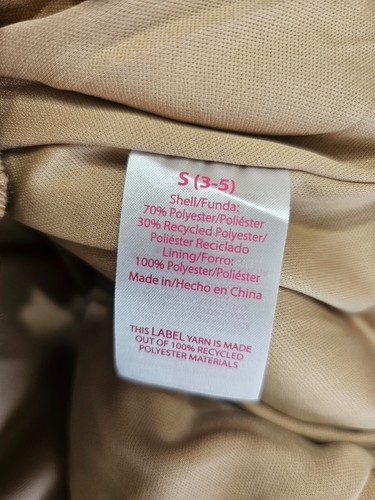 S (3-5)
Shell/Funda:
70% Polyester/Poliéster
30% Recycled Polyester/
Poliéster Reciclado
Lining/Forro:
100% Polyester/Poliéster
Made in/Hecho en China
THIS LABEL YARN IS MADE
OUT OF 100% RECYCLED
POLYESTER MATERIALS